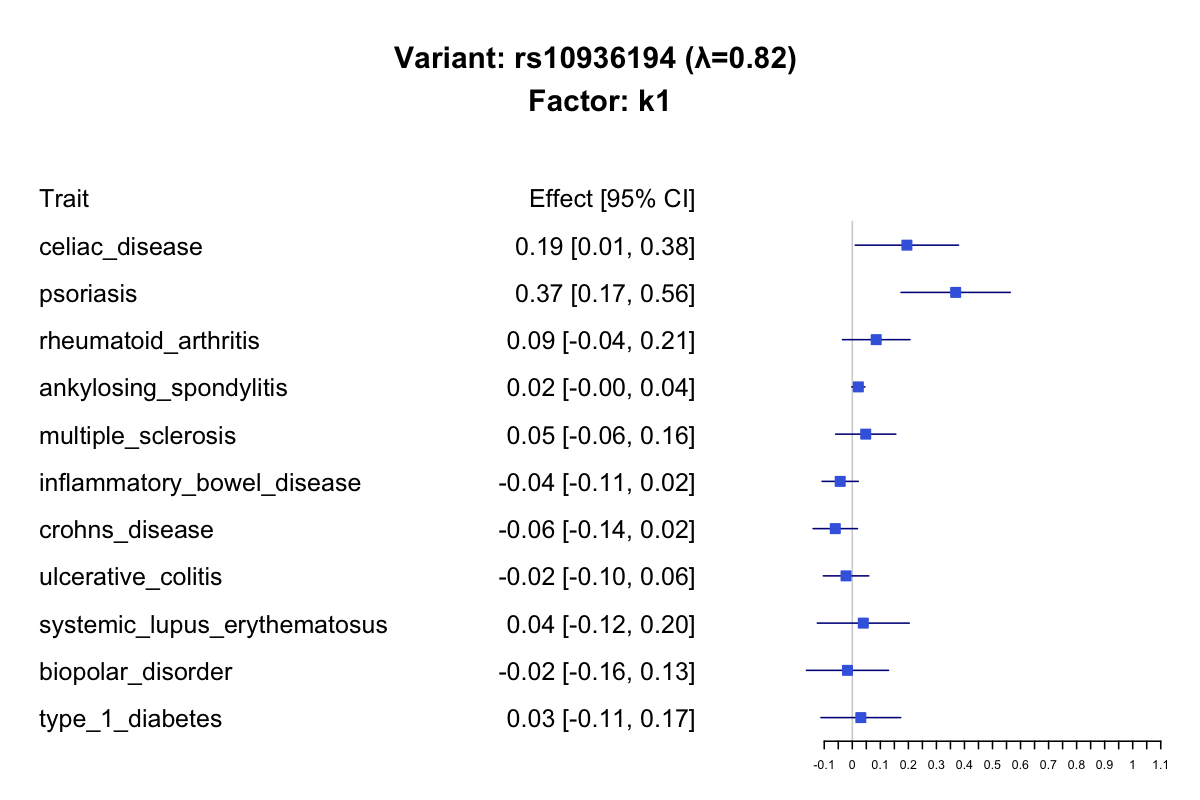 Variant: rs10936194 (λ=0.82)
Factor: k1
Trait Effect [95% CI]
celiac_disease 0.19 [0.01, 0.38]
psoriasis 0.37 [0.17, 0.56]
rheumatoid_arthritis 0.09 [-0.04, 0.21]
ankylosing_spondylitis 0.02 [-0.00, 0.04]
multiple_sclerosis 0.05 [-0.06, 0.16]
inflammatory_bowel_disease -0.04 [-0.11, 0.02]
crohns_disease -0.06 [-0.14, 0.02]
ulcerative_colitis -0.02 [-0.10, 0.06]
systemic_lupus_erythematosus 0.04 [-0.12, 0.20]
biopolar_disorder -0.02 [-0.16, 0.13]
type_1_diabetes 0.03 [-0.11, 0.17]
-0.1 0 0.1 0.2 0.3 0.4 0.5 0.6 0.7 0.8 0.9 1 1.1